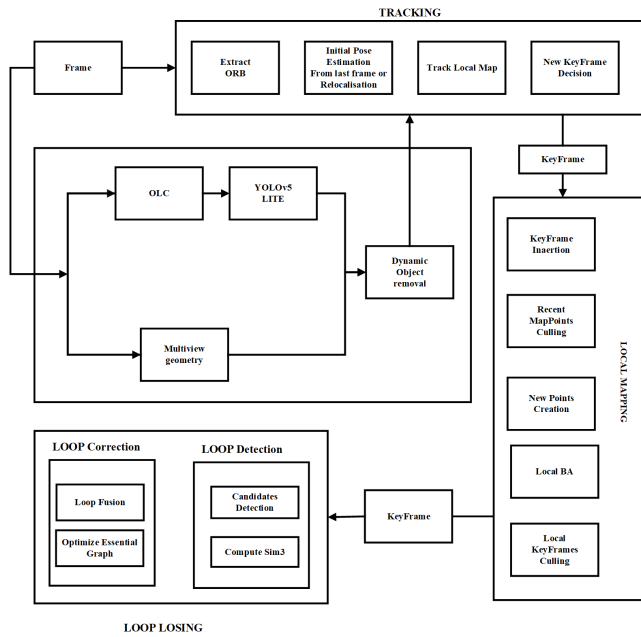 TRACKING
Frame
Extract
ORB
Initial Pose
Estimation
From last frame or
Relocalisation
Track Local Map
New KeyFrame
Decision
KeyFrame
OLC
YOLOv5
LITE
Dynamic
Object
removal
Multiview
geometry
KeyFrame
Inaertion
Recent
MapPoints
Culling
New Points
Creation
Local BA
Local
KeyFrames
Culling
LOCAL MAPPING
LOOP Correction
Loop Fusion
Optimize Essential
Graph
LOOP Detection
Candidates
Detection
Compute Sim3
KeyFrame
LOOP LOSING